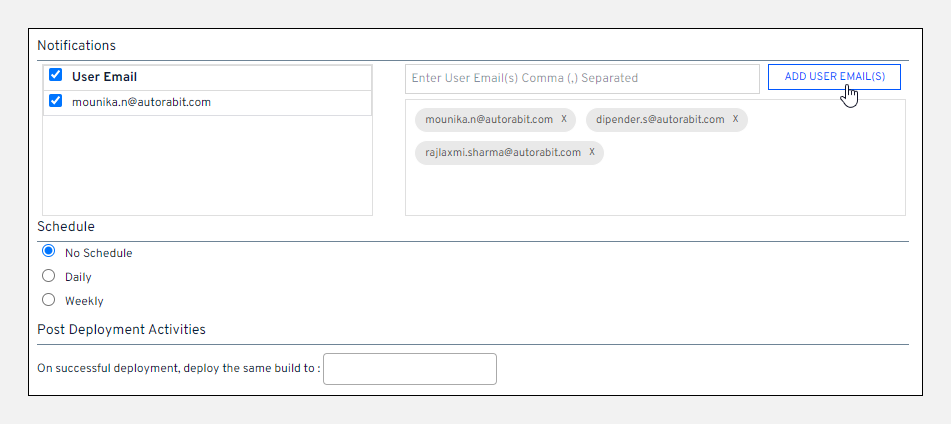 Notifications
User Email
mounika.n@autorabit.com
Enter User Email(s) Comma (,) Separated
ADD USER EMAIL(S)
mounika.n@autorabit.com X dipender.s@autorabit.com X
rajlaxmi.sharma@autorabit.com X
Schedule
No Schedule
Daily
Weekly
Post Deployment Activities
On successful deployment, deploy the same build to :